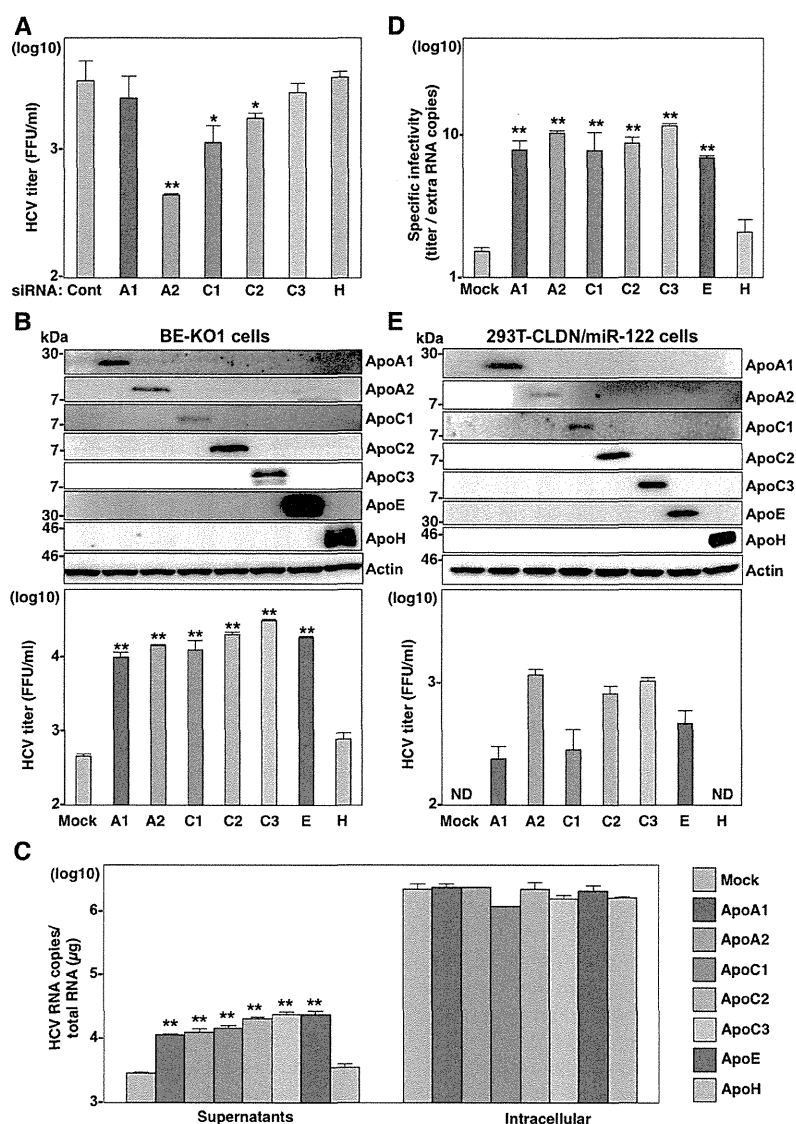 A
(log10)
HCV titer (FFU/ml)
3
2
siRNA: Cont A1 A2 C1 C2 C3 H
** * *
B
BE-KO1 cells
kDa
30
ApoA1
7
ApoA2
7
ApoC1
7
ApoC2
7
ApoC3
30
ApoE
46
ApoH
46
Actin
(log10)
HCV titer (FFU/ml)
4
3
2
** ** ** ** ** **
Mock A1 A2 C1 C2 C3 E H
C
(log10)
HCV RNA copies/
total RNA (µg)
6
5
4
3
** ** ** ** ** **
Supernatants
Intracellular
D
(log10)
Specific infectivity
(titer / extra RNA copies)
10
1
** ** ** ** ** **
Mock A1 A2 C1 C2 C3 E H
E
293T-CLDN/miR-122 cells
kDa
30
ApoA1
7
ApoA2
7
ApoC1
7
ApoC2
7
ApoC3
30
ApoE
46
ApoH
46
Actin
(log10)
HCV titer (FFU/ml)
3
2
ND ND
Mock A1 A2 C1 C2 C3 E H
Mock
ApoA1
ApoA2
ApoC1
ApoC2
ApoC3
ApoE
ApoH